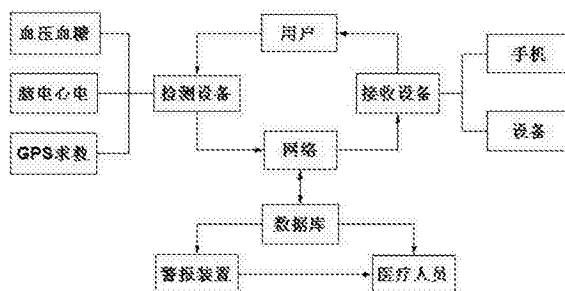 血压血糖
用户
手机
脑电心电
检测设备
接收设备
GPS求救
网络
设备
数据库
警报装置
医疗人员